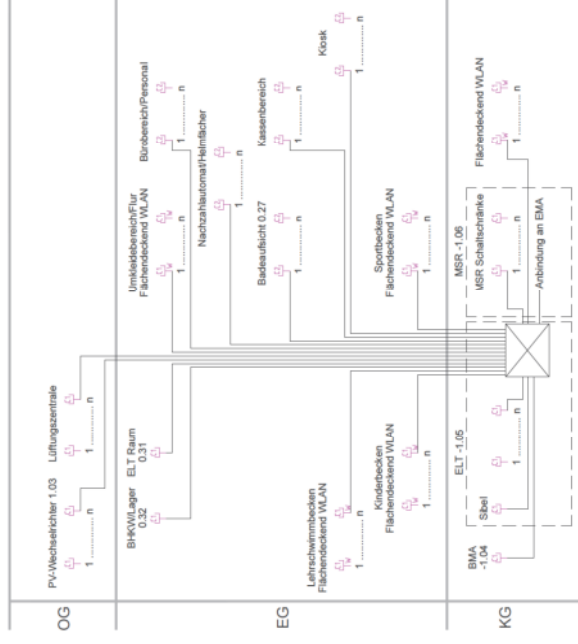 OG
PV-Wechselrichter 1.03
1 ............ n
Lüftungszentrale
1 ............ n
EG
BHKW/Lager
0.32
ELT Raum
0.31
Umkleidebereich/Flur
Flächendeckend WLAN
1 ............ n
Bürobereich/Personal
1 ............ n
Nachzahlautomat/Helmfächer
1 ............ n
Badeaufsicht 0.27
1 ............ n
Kassenbereich
1 ............ n
Kiosk
1 ............ n
Lehrschwimmbecken
Flächendeckend WLAN
1 ............ n
Kinderbecken
Flächendeckend WLAN
1 ............ n
Sportbecken
Flächendeckend WLAN
1 ............ n
KG
BMA
-1.04
Sibel
ELT -1.05
1 ............ n
MSR -1.06
MSR Schaltschränke
1 ............ n
Anbindung an EMA
Flächendeckend WLAN
1 ............ n